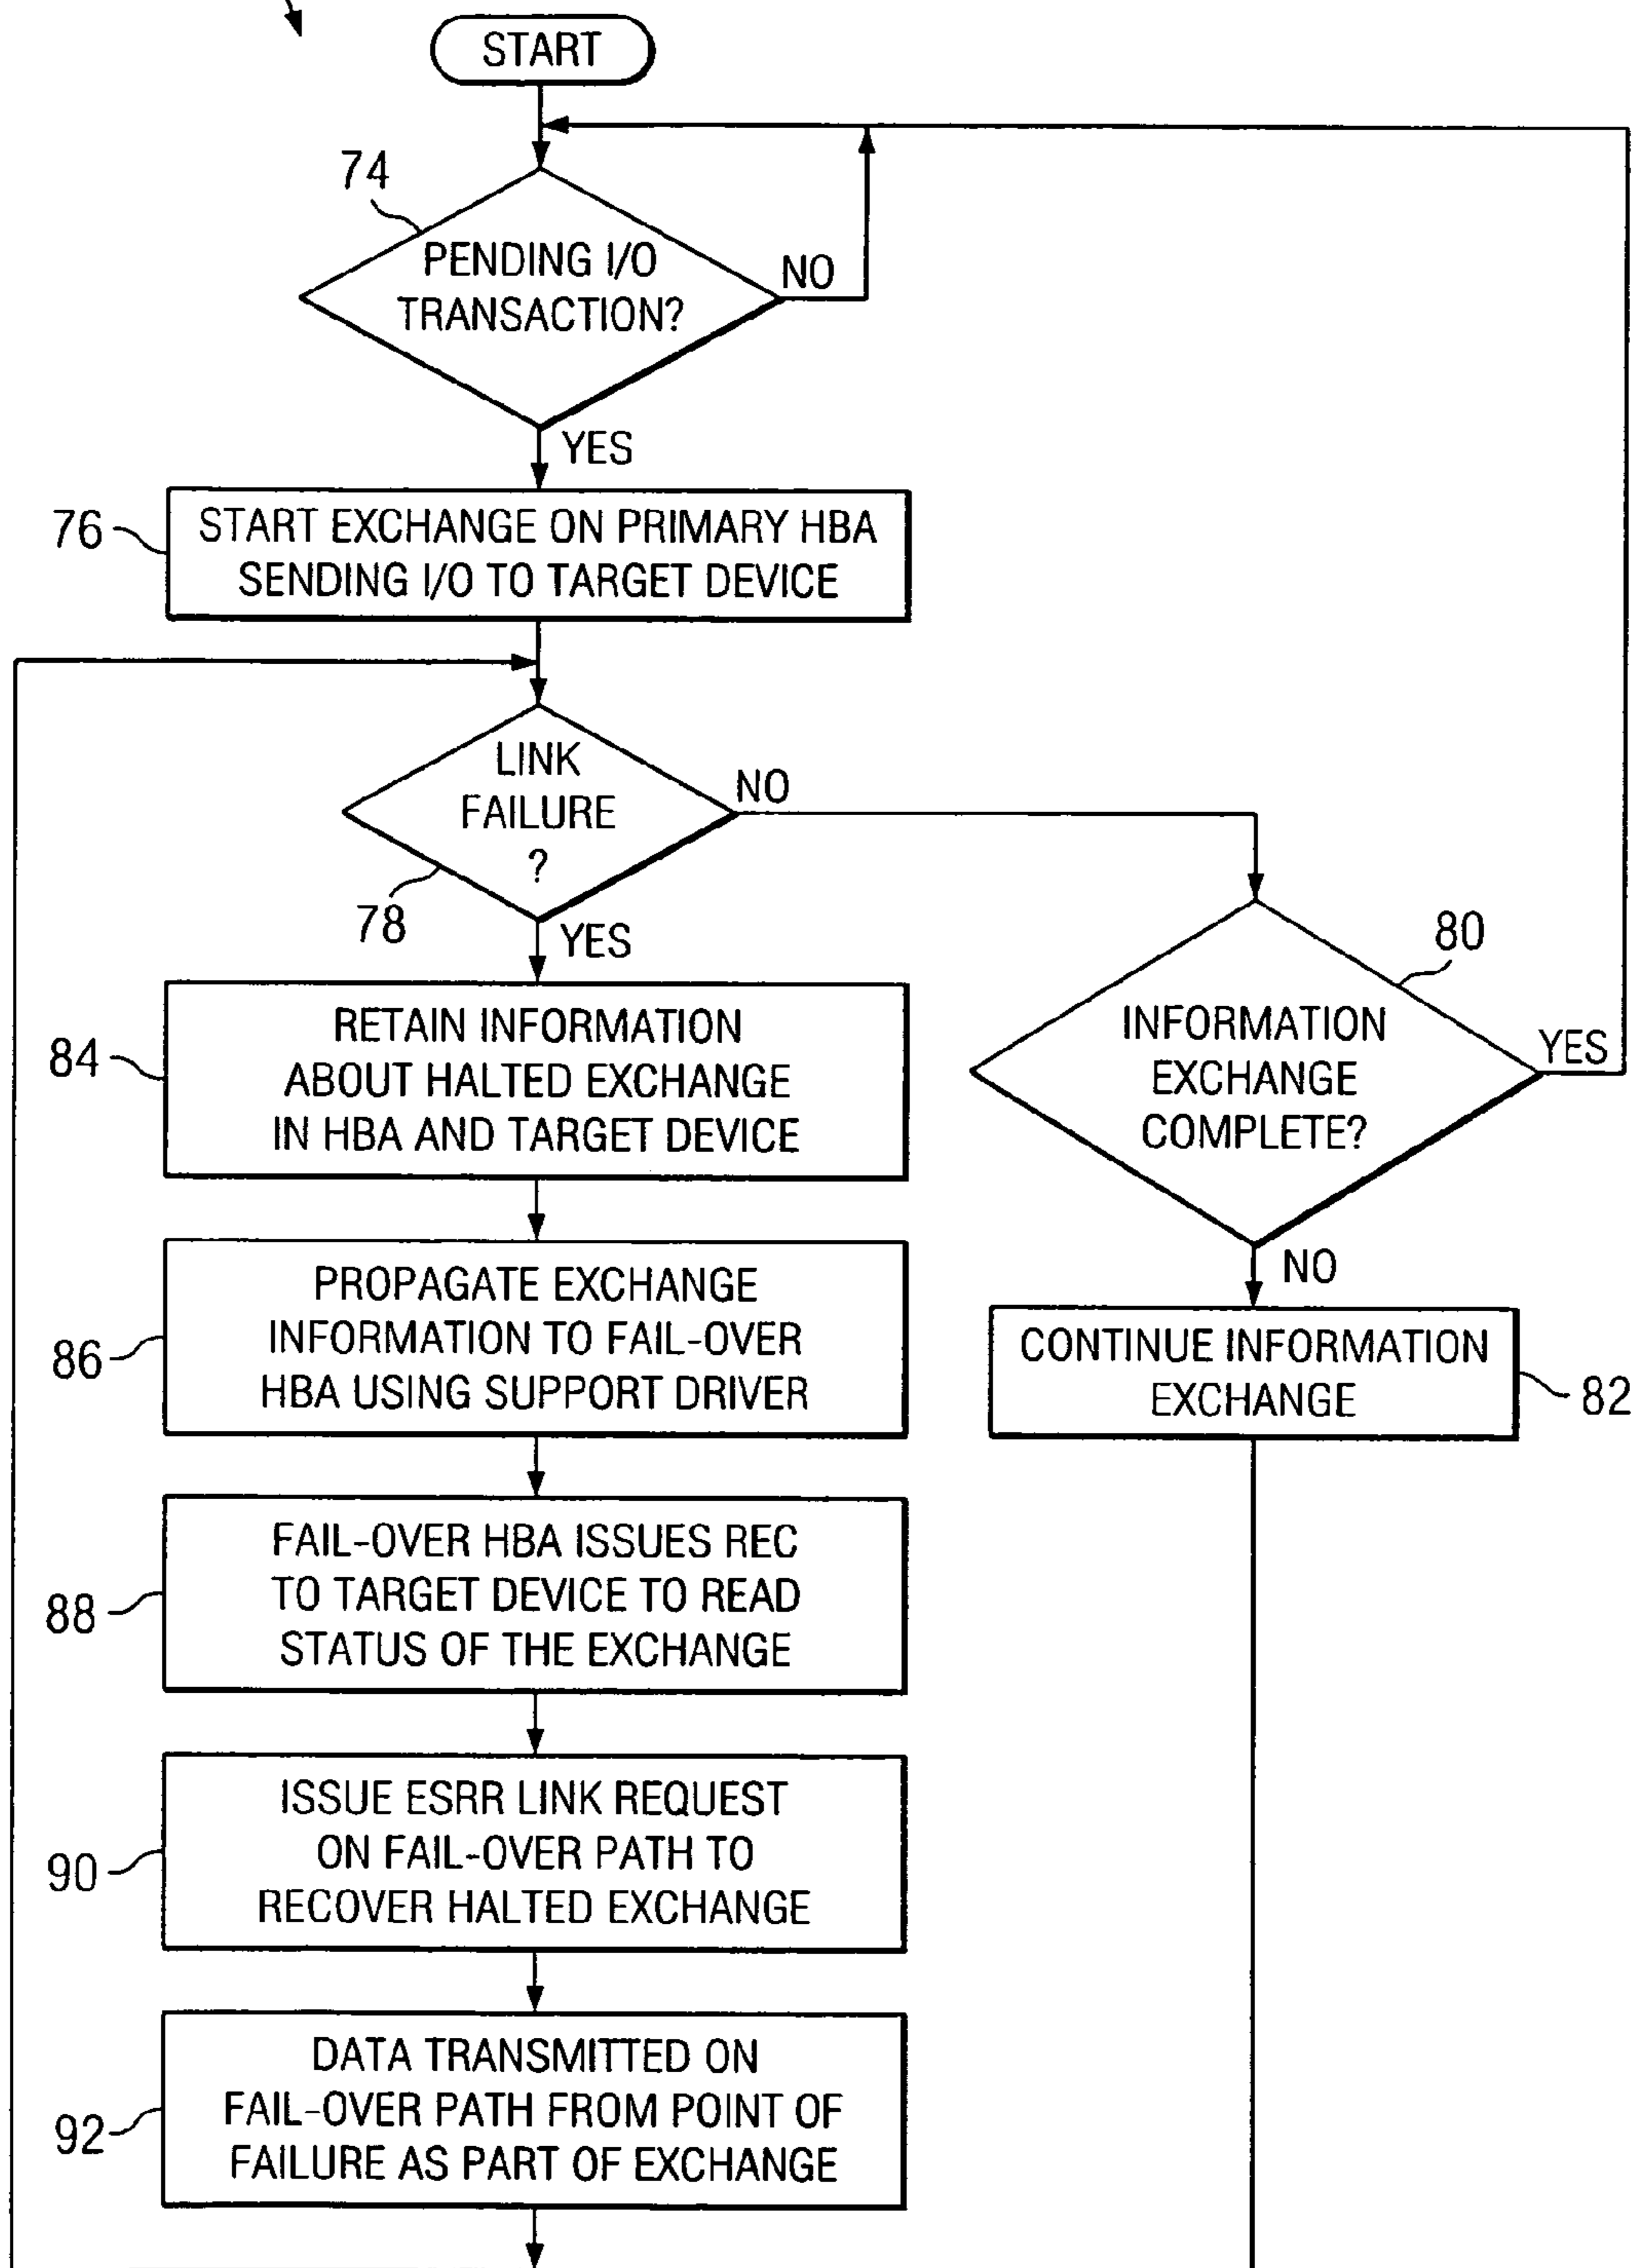 START
74
PENDING I/O
TRANSACTION?
NO
YES
76
START EXCHANGE ON PRIMARY HBA
SENDING I/O TO TARGET DEVICE
LINK
FAILURE
?
NO
78
YES
80
INFORMATION
EXCHANGE
COMPLETE?
YES
NO
84
RETAIN INFORMATION
ABOUT HALTED EXCHANGE
IN HBA AND TARGET DEVICE
86
PROPAGATE EXCHANGE
INFORMATION TO FAIL-OVER
HBA USING SUPPORT DRIVER
CONTINUE INFORMATION
EXCHANGE
82
88
FAIL-OVER HBA ISSUES REC
TO TARGET DEVICE TO READ
STATUS OF THE EXCHANGE
90
ISSUE ESRR LINK REQUEST
ON FAIL-OVER PATH TO
RECOVER HALTED EXCHANGE
92
DATA TRANSMITTED ON
FAIL-OVER PATH FROM POINT OF
FAILURE AS PART OF EXCHANGE